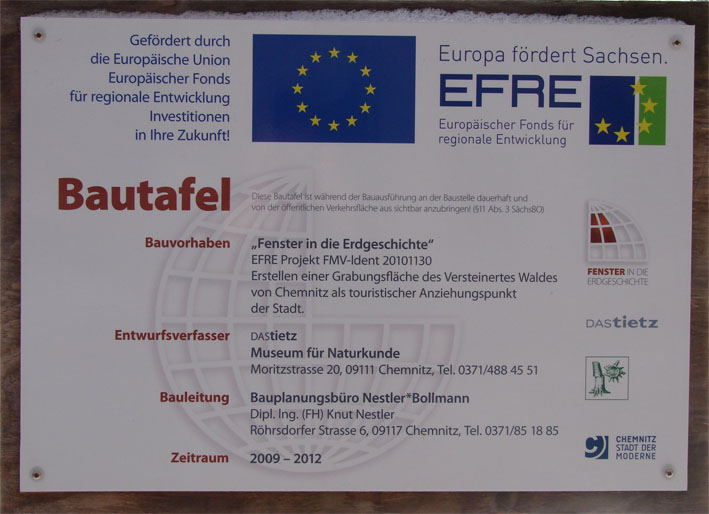 Gefördert durch
die Europäische Union
Europäischer Fonds
für regionale Entwicklung
Investitionen
in Ihre Zukunft!
Europa fördert Sachsen.
EFRE
Europäischer Fonds für
regionale Entwicklung
Bautafel
Diese Bautafel ist während der Bauausführung an der Baustelle dauerhaft und
von der öffentlichen Verkehrsfläche aus sichtbar anzubringen! (§11 Abs. 3 SächsBO)
Bauvorhaben „Fenster in die Erdgeschichte“
EFRE Projekt FMV-Ident 20101130
Erstellen einer Grabungsfläche des Versteinertes Waldes
von Chemnitz als touristischer Anziehungspunkt
der Stadt.
FENSTER IN DIE
ERDGESCHICHTE
Entwurfsverfasser DAStietz
Museum für Naturkunde
Moritzstrasse 20, 09111 Chemnitz, Tel. 0371/488 45 51
DAStietz
Bauleitung Bauplanungsbüro Nestler*Bollmann
Dipl. Ing. (FH) Knut Nestler
Röhrsdorfer Strasse 6, 09117 Chemnitz, Tel. 0371/85 18 85
Zeitraum 2009 – 2012
CHEMNITZ
STADT DER
MODERNE